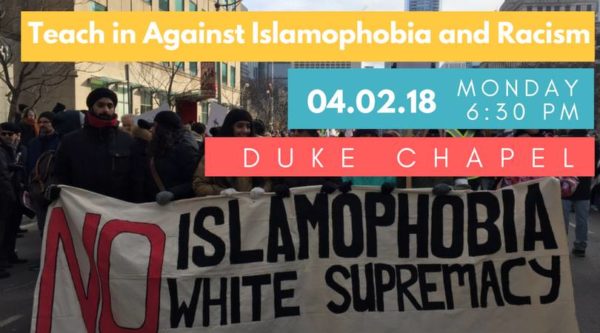 Teach in Against Islamophobia and Racism
04.02.18
MONDAY
6:30 PM
DUKE CHAPEL
NO ISLAMOPHOBIA
WHITE SUPREMACY